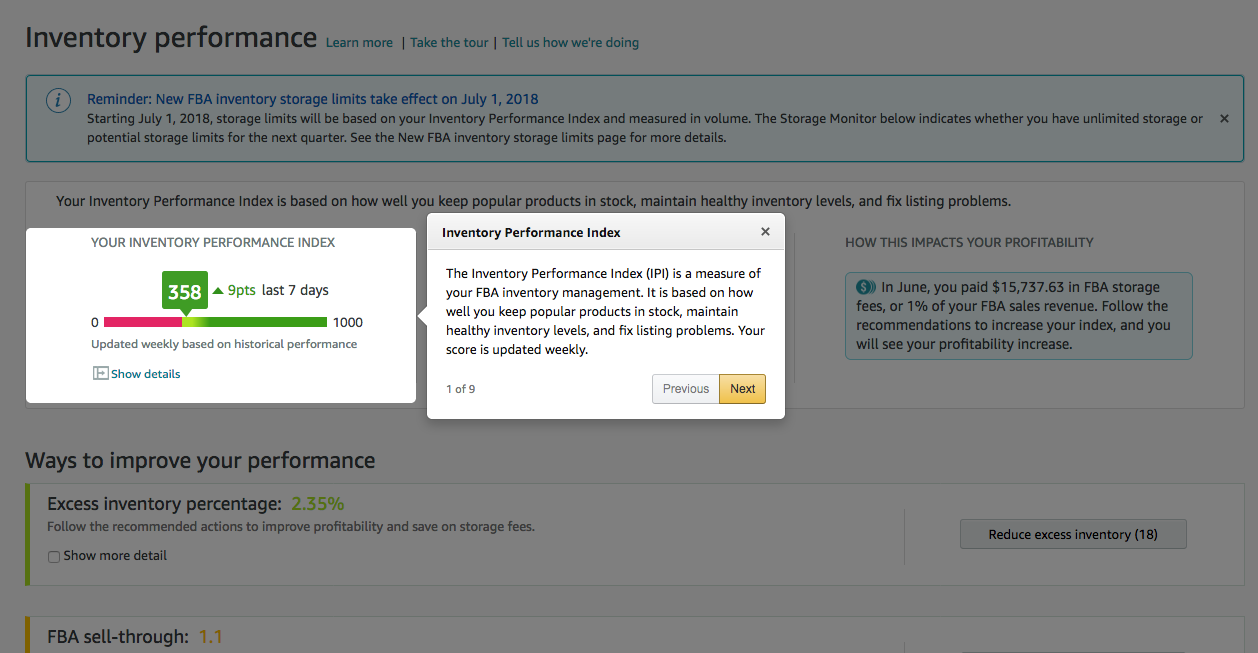 Inventory performance Learn more | Take the tour | Tell us how we're doing
i
Reminder: New FBA inventory storage limits take effect on July 1, 2018
Starting July 1, 2018, storage limits will be based on your Inventory Performance Index and measured in volume. The Storage Monitor below indicates whether you have unlimited storage or
potential storage limits for the next quarter. See the New FBA inventory storage limits page for more details.
×
Your Inventory Performance Index is based on how well you keep popular products in stock, maintain healthy inventory levels, and fix listing problems.
YOUR INVENTORY PERFORMANCE INDEX
358 ▲ 9pts last 7 days
0 1000
Updated weekly based on historical performance
Show details
Inventory Performance Index ×
The Inventory Performance Index (IPI) is a measure of
your FBA inventory management. It is based on how
well you keep popular products in stock, maintain
healthy inventory levels, and fix listing problems. Your
score is updated weekly.
1 of 9 Previous Next
HOW THIS IMPACTS YOUR PROFITABILITY
In June, you paid $15,737.63 in FBA storage
fees, or 1% of your FBA sales revenue. Follow the
recommendations to increase your index, and you
will see your profitability increase.
Ways to improve your performance
Excess inventory percentage: 2.35%
Follow the recommended actions to improve profitability and save on storage fees.
Show more detail
Reduce excess inventory (18)
FBA sell-through: 1.1